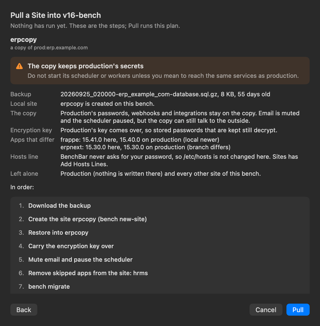 Pull a Site into v16-bench
Nothing has run yet. These are the steps; Pull runs this plan.
erpcopy
a copy of prod:erp.example.com
The copy keeps production's secrets
Do not start its scheduler or workers unless you mean to reach the same services as production.
Backup 20260925_020000-erp_example_com-database.sql.gz, 8 KB, 55 days old
Local site erpcopy is created on this bench.
The copy Production's passwords, webhooks and integrations stay on the copy. Email is muted
and the scheduler paused, but the copy can still talk to the outside.
Encryption key Production's key comes over, so stored passwords that are kept still decrypt.
Apps that differ frappe: 15.41.0 here, 15.40.0 on production (local newer)
erpnext: 15.30.0 here, 15.30.0 on production (branch differs)
Hosts line BenchBar never asks for your password, so /etc/hosts is not changed here. Sites has
Add Hosts Lines.
Left alone Production (nothing is written there) and every other site of this bench.
In order:
1. Download the backup
2. Create the site erpcopy (bench new-site)
3. Restore into erpcopy
4. Carry the encryption key over
5. Mute email and pause the scheduler
6. Remove skipped apps from the site: hrms
7. bench migrate
Back Cancel Pull